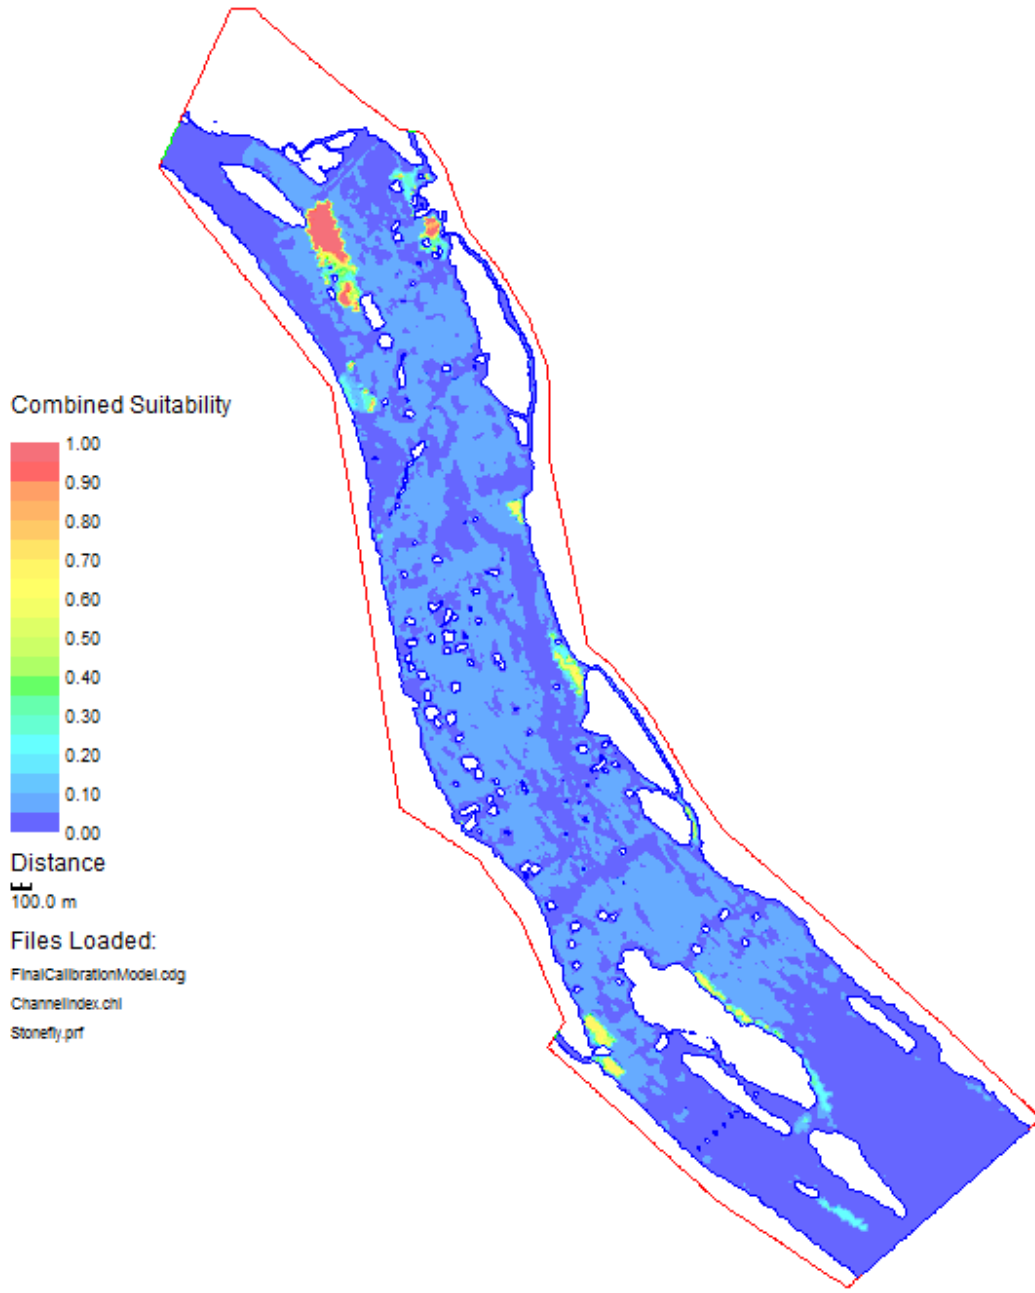 Combined Suitability
1.00
0.90
0.80
0.70
0.60
0.50
0.40
0.30
0.20
0.10
0.00
Distance
100.0 m
Files Loaded:
FinalCalibrationModel.cdg
ChannelIndex.chi
Stonefly.prf